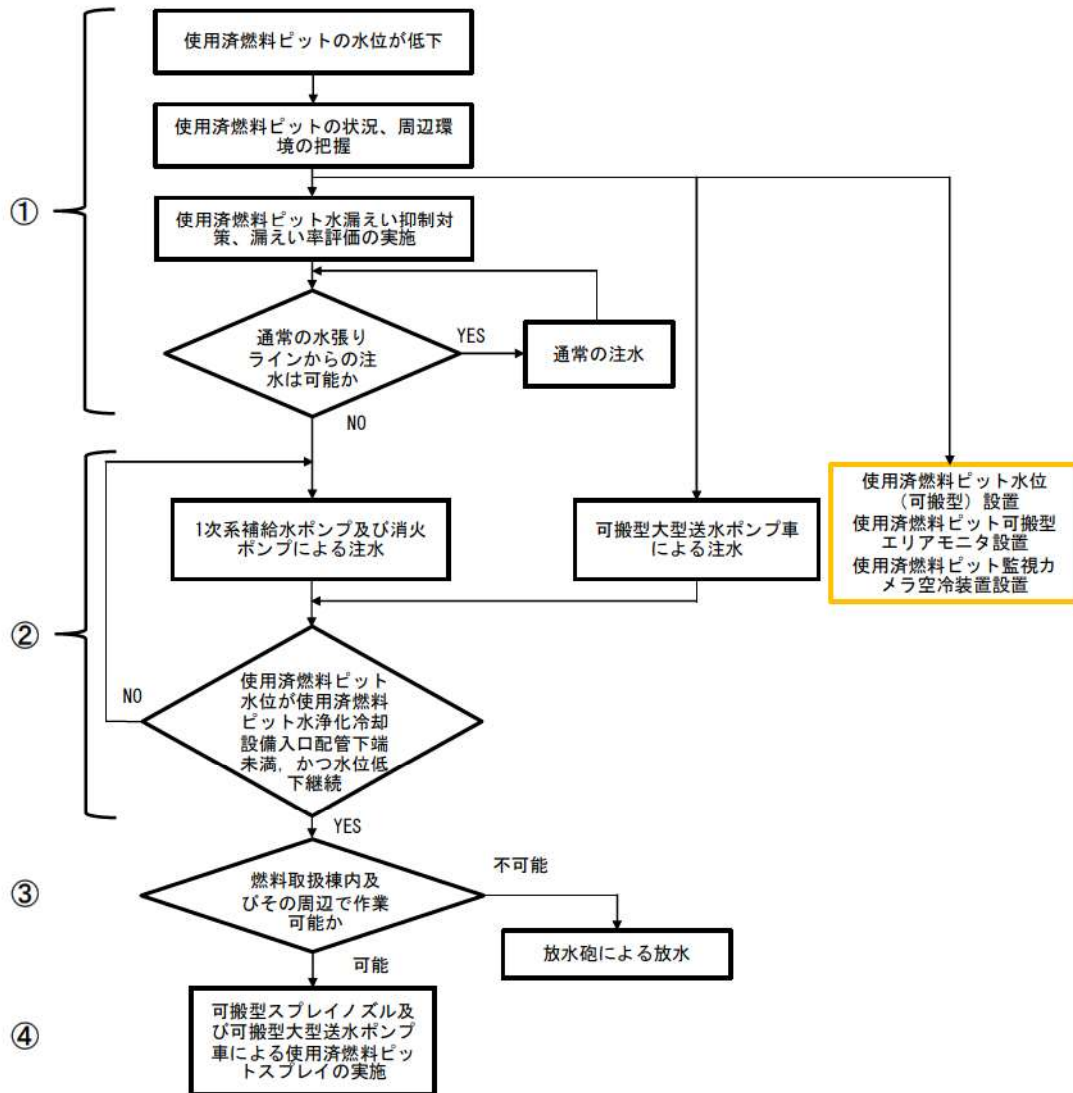 使用済燃料ピットの水位が低下
使用済燃料ピットの状況、周辺環
境の把握
①
使用済燃料ピット水漏えい抑制対
策、漏えい率評価の実施
通常の水張り
ラインからの注
水は可能か
YES
通常の注水
NO
②
1次系補給水ポンプ及び消火
ポンプによる注水
可搬型大型送水ポンプ車
による注水
使用済燃料ピット水位
(可搬型)設置
使用済燃料ピット可搬型
エリアモニタ設置
使用済燃料ピット監視カ
メラ空冷装置設置
NO
使用済燃料ピット
水位が使用済燃料
ピット水浄化冷却
設備入口配管下端
未満，かつ水位低
下継続
YES
③
燃料取扱棟内及
びその周辺で作業
可能か
不可能
放水砲による放水
可能
④
可搬型スプレイノズル及
び可搬型大型送水ポンプ
車による使用済燃料ピッ
トスプレイの実施